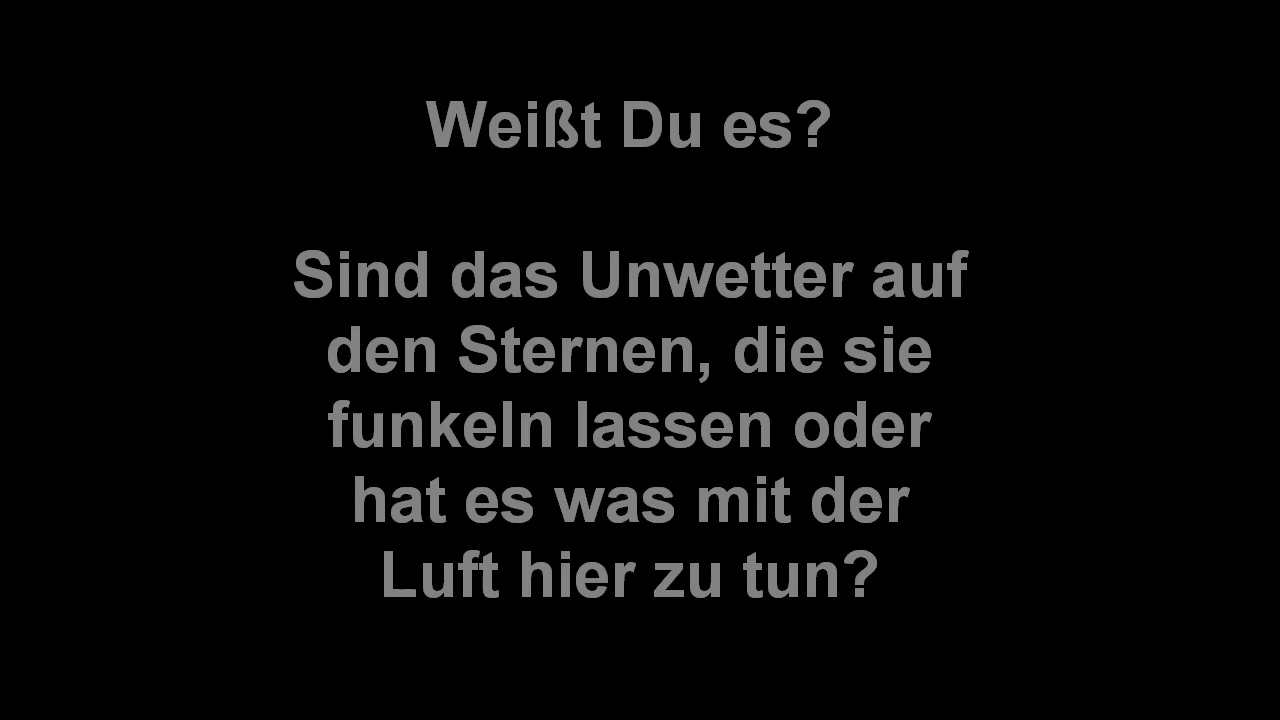 Weißt Du es?
Sind das Unwetter auf
den Sternen, die sie
funkeln lassen oder
hat es was mit der
Luft hier zu tun?